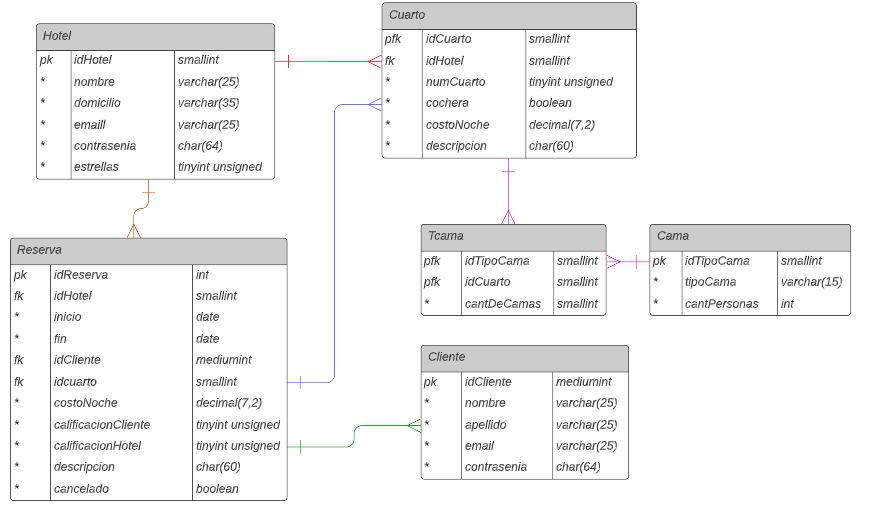 Hotel
pk idHotel smallint
* nombre varchar(25)
* domicilio varchar(35)
* emaill varchar(25)
* contrasenia char(64)
* estrellas tinyint unsigned
Cuarto
pfk idCuarto smallint
fk idHotel smallint
* numCuarto tinyint unsigned
* cochera boolean
* costoNoche decimal(7,2)
* descripcion char(60)
Reserva
pk idReserva int
fk idHotel smallint
* inicio date
* fin date
fk idCliente mediumint
fk idcuarto smallint
* costoNoche decimal(7,2)
* calificacionCliente tinyint unsigned
* calificacionHotel tinyint unsigned
* descripcion char(60)
* cancelado boolean
Tcama
pfk idTipoCama smallint
pfk idCuarto smallint
* cantDeCamas smallint
Cama
pk idTipoCama smallint
* tipoCama varchar(15)
* cantPersonas int
Cliente
pk idCliente mediumint
* nombre varchar(25)
* apellido varchar(25)
* email varchar(25)
* contrasenia char(64)